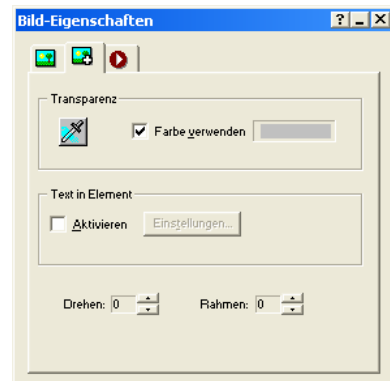 Bild-Eigenschaften
Transparenz
Farbe verwenden
Text in Element
Aktivieren Einstellungen...
Drehen: 0 Rahmen: 0